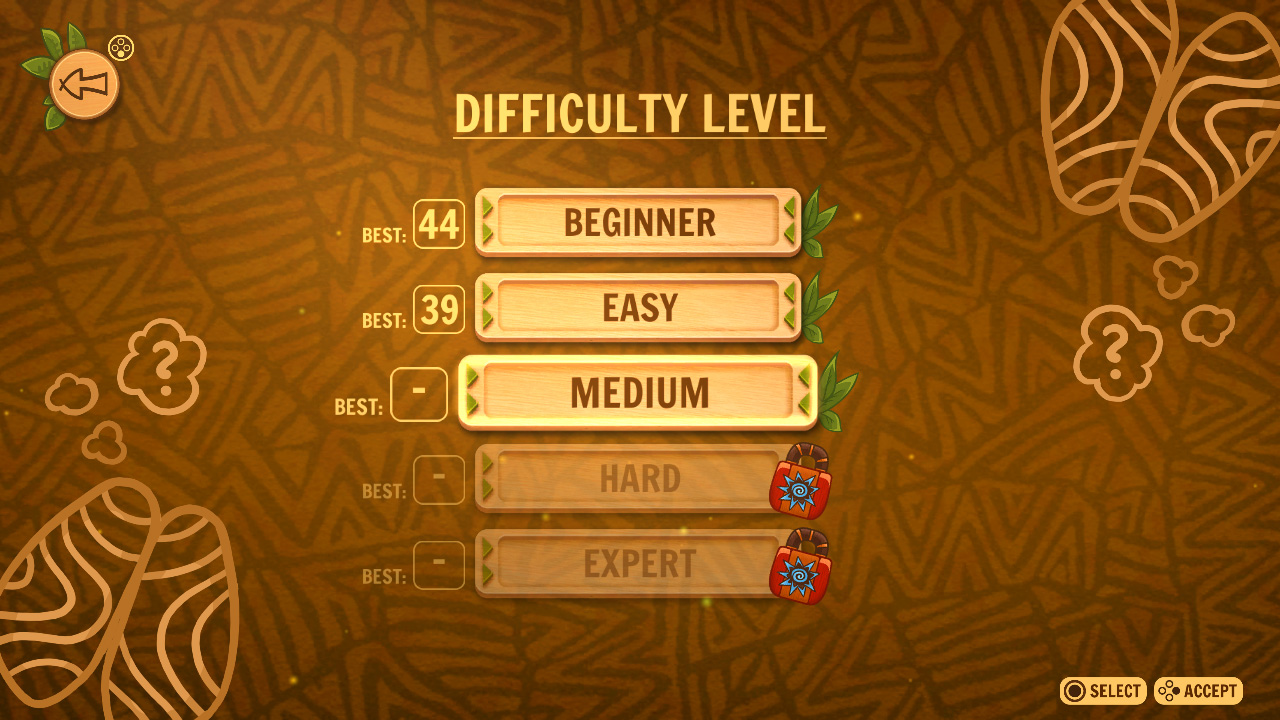 DIFFICULTY LEVEL
BEST: 44 BEGINNER
BEST: 39 EASY
BEST: - MEDIUM
BEST: - HARD
BEST: - EXPERT
?
?
SELECT ACCEPT